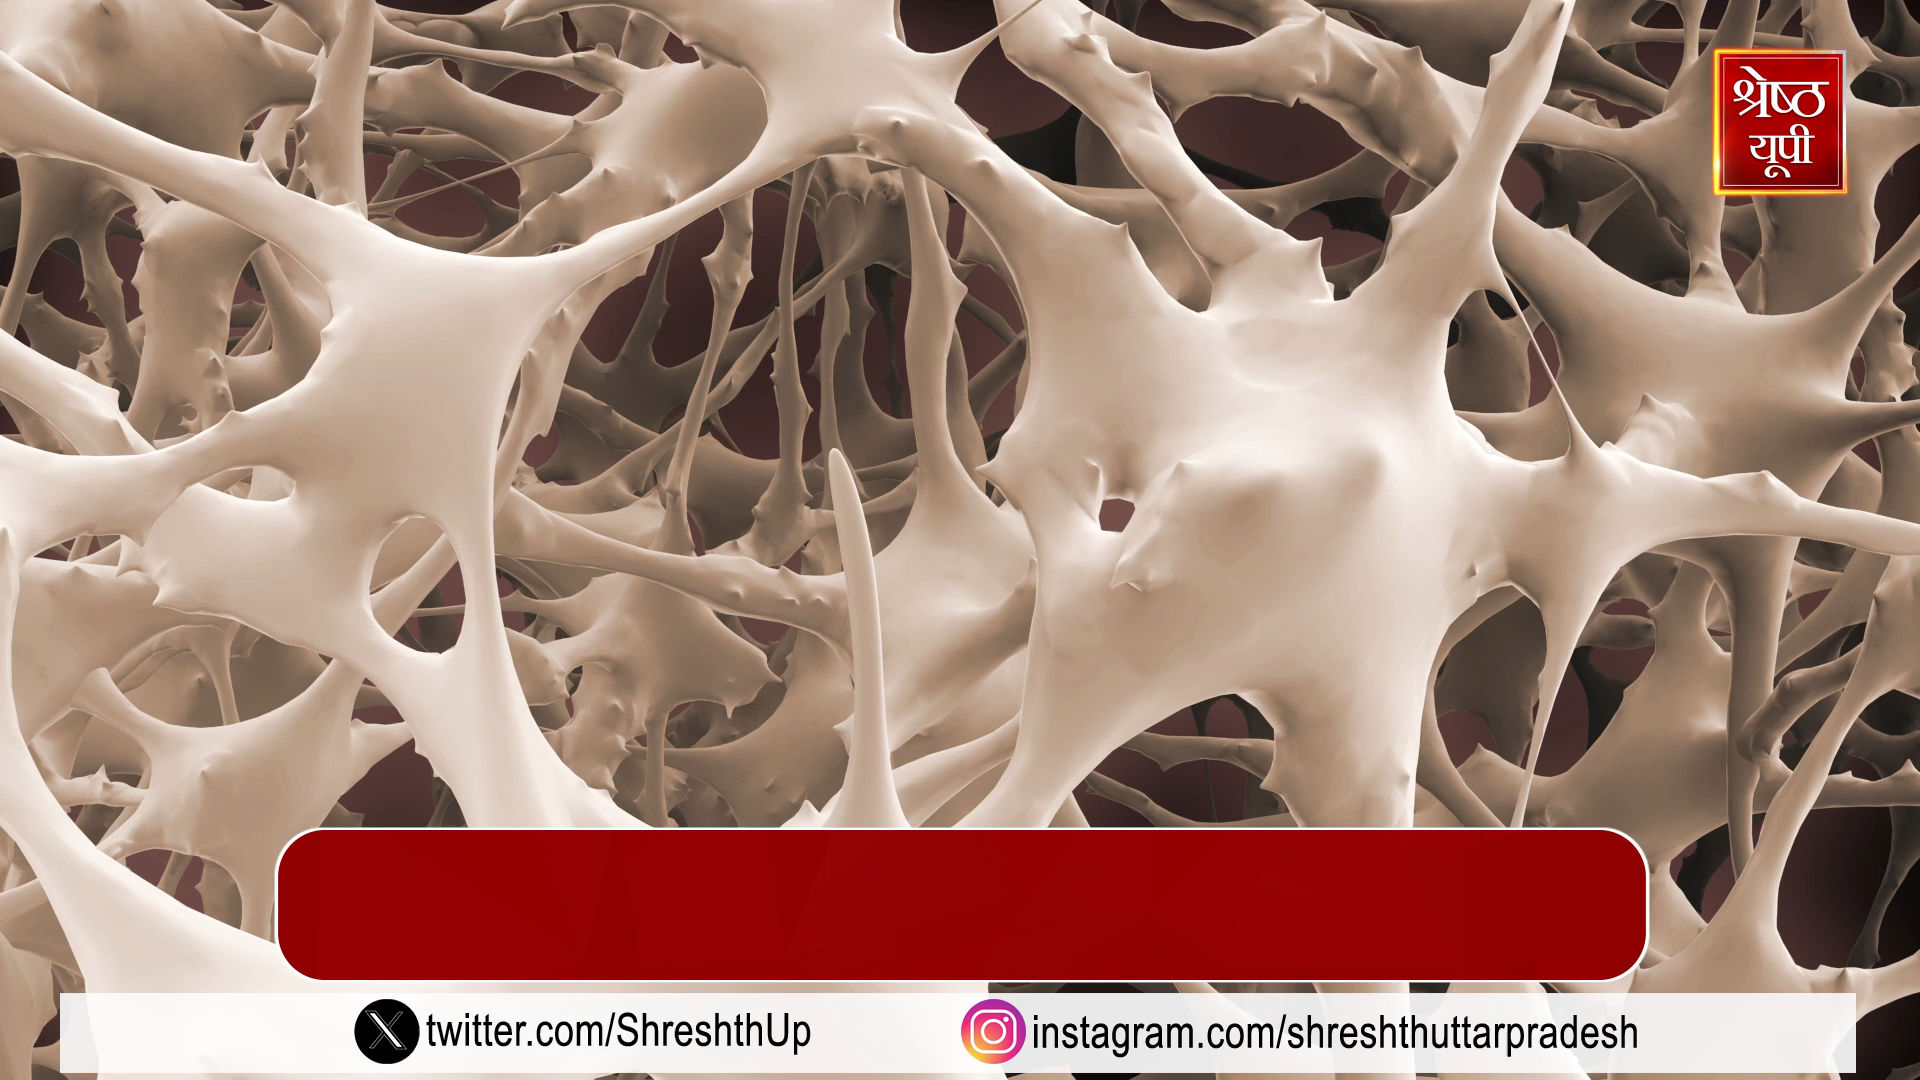 श्रेष्ठ
यूपी
twitter.com/ShreshthUp
instagram.com/shreshthuttarpradesh